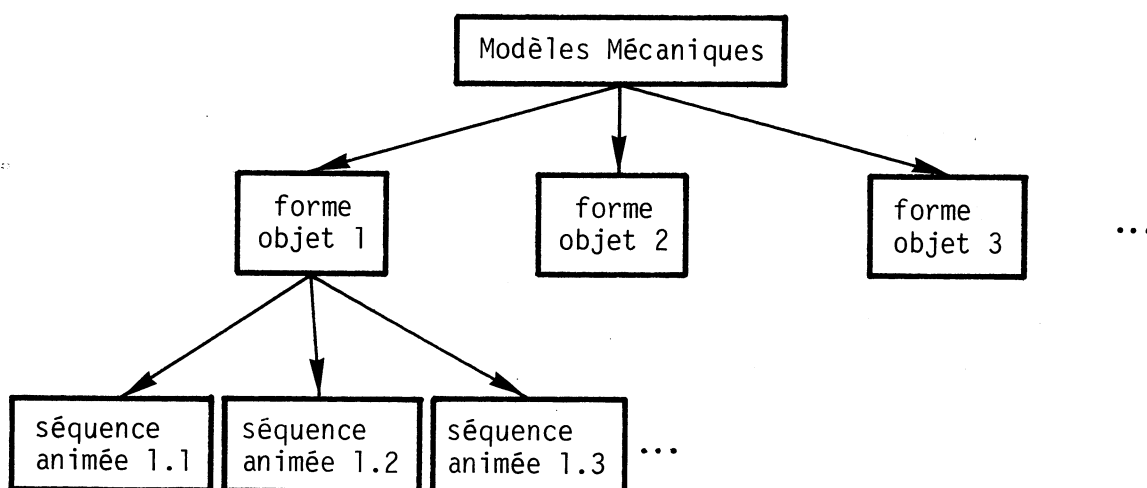 Modèles Mécaniques
forme
objet 1
forme
objet 2
forme
objet 3
...
séquence
animée 1.1
séquence
animée 1.2
séquence
animée 1.3
...